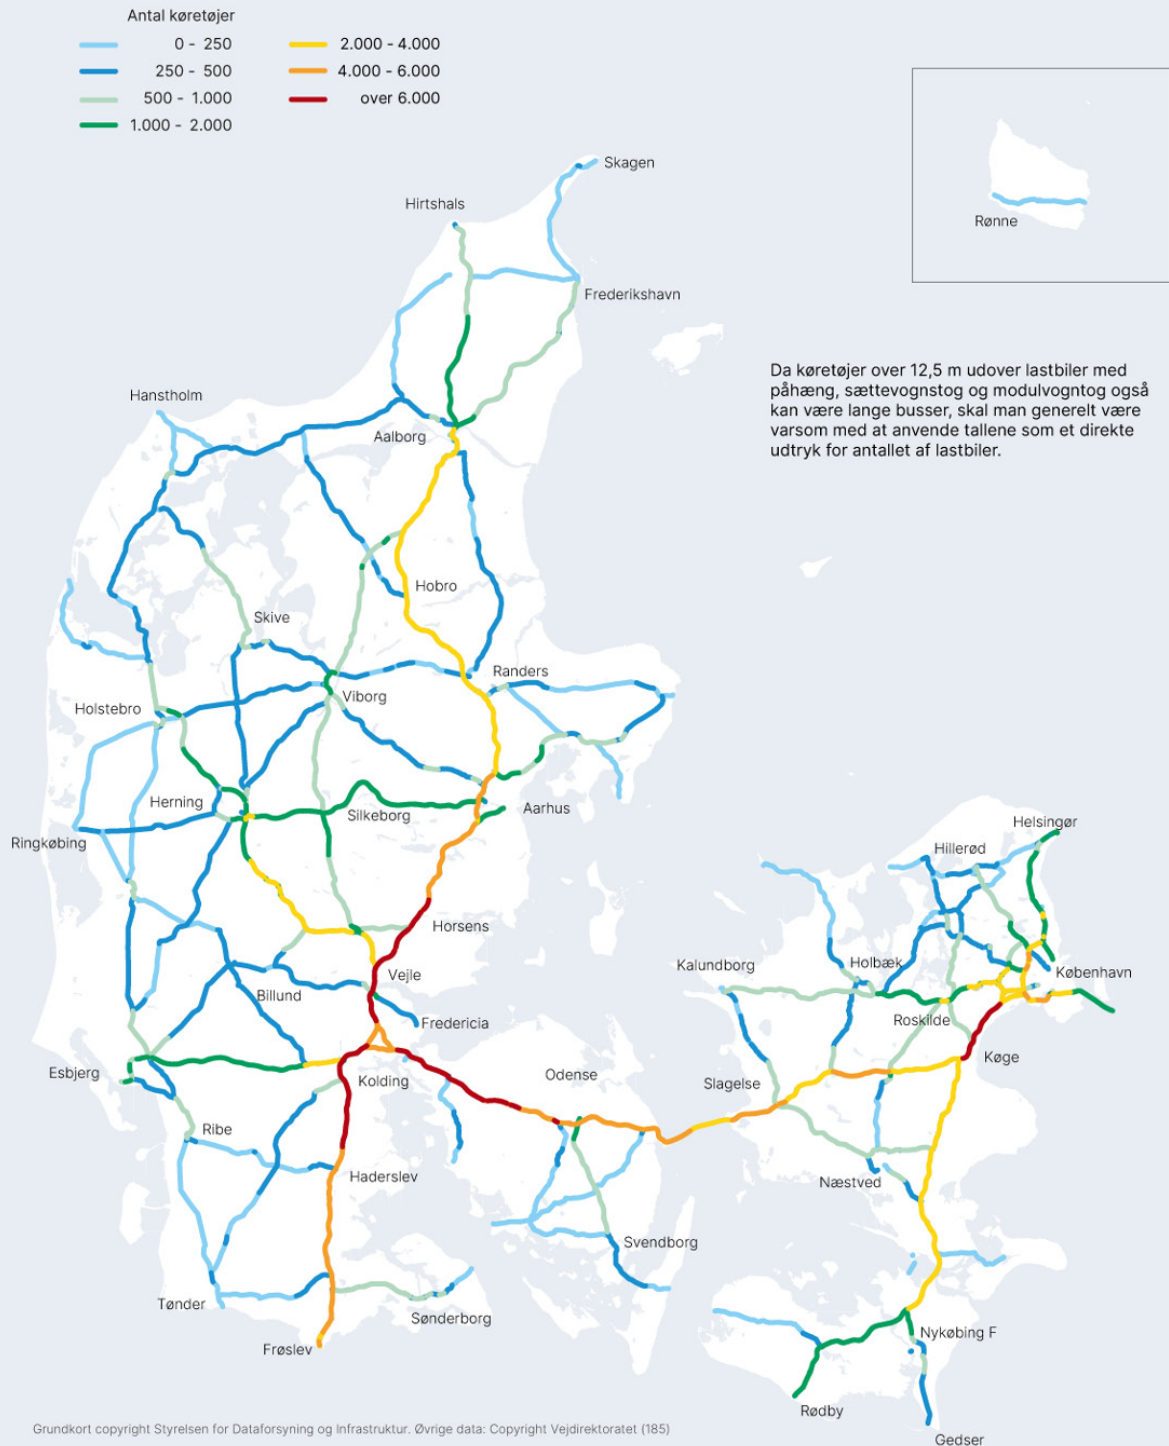 Antal køretøjer
0 - 250
250 - 500
500 - 1.000
1.000 - 2.000
2.000 - 4.000
4.000 - 6.000
over 6.000
Skagen
Hirtshals
Rønne
Frederikshavn
Da køretøjer over 12,5 m udover lastbiler med
påhæng, sættevognstog og modulvogntog også
kan være lange busser, skal man generelt være
varsom med at anvende tallene som et direkte
udtryk for antallet af lastbiler.
Hanstholm
Aalborg
Hobro
Skive
Randers
Viborg
Holstebro
Herning
Silkeborg
Aarhus
Ringkøbing
Helsingør
Hillerød
Horsens
Holbæk
Kalundborg
København
Vejle
Billund
Fredericia
Roskilde
Køge
Esbjerg
Kolding
Odense
Slagelse
Ribe
Haderslev
Næstved
Svendborg
Tønder
Sønderborg
Nykøbing F
Frøslev
Rødby
Grundkort copyright Styrelsen for Dataforsyning og Infrastruktur. Øvrige data: Copyright Vejdirektoratet (185)
Gedser